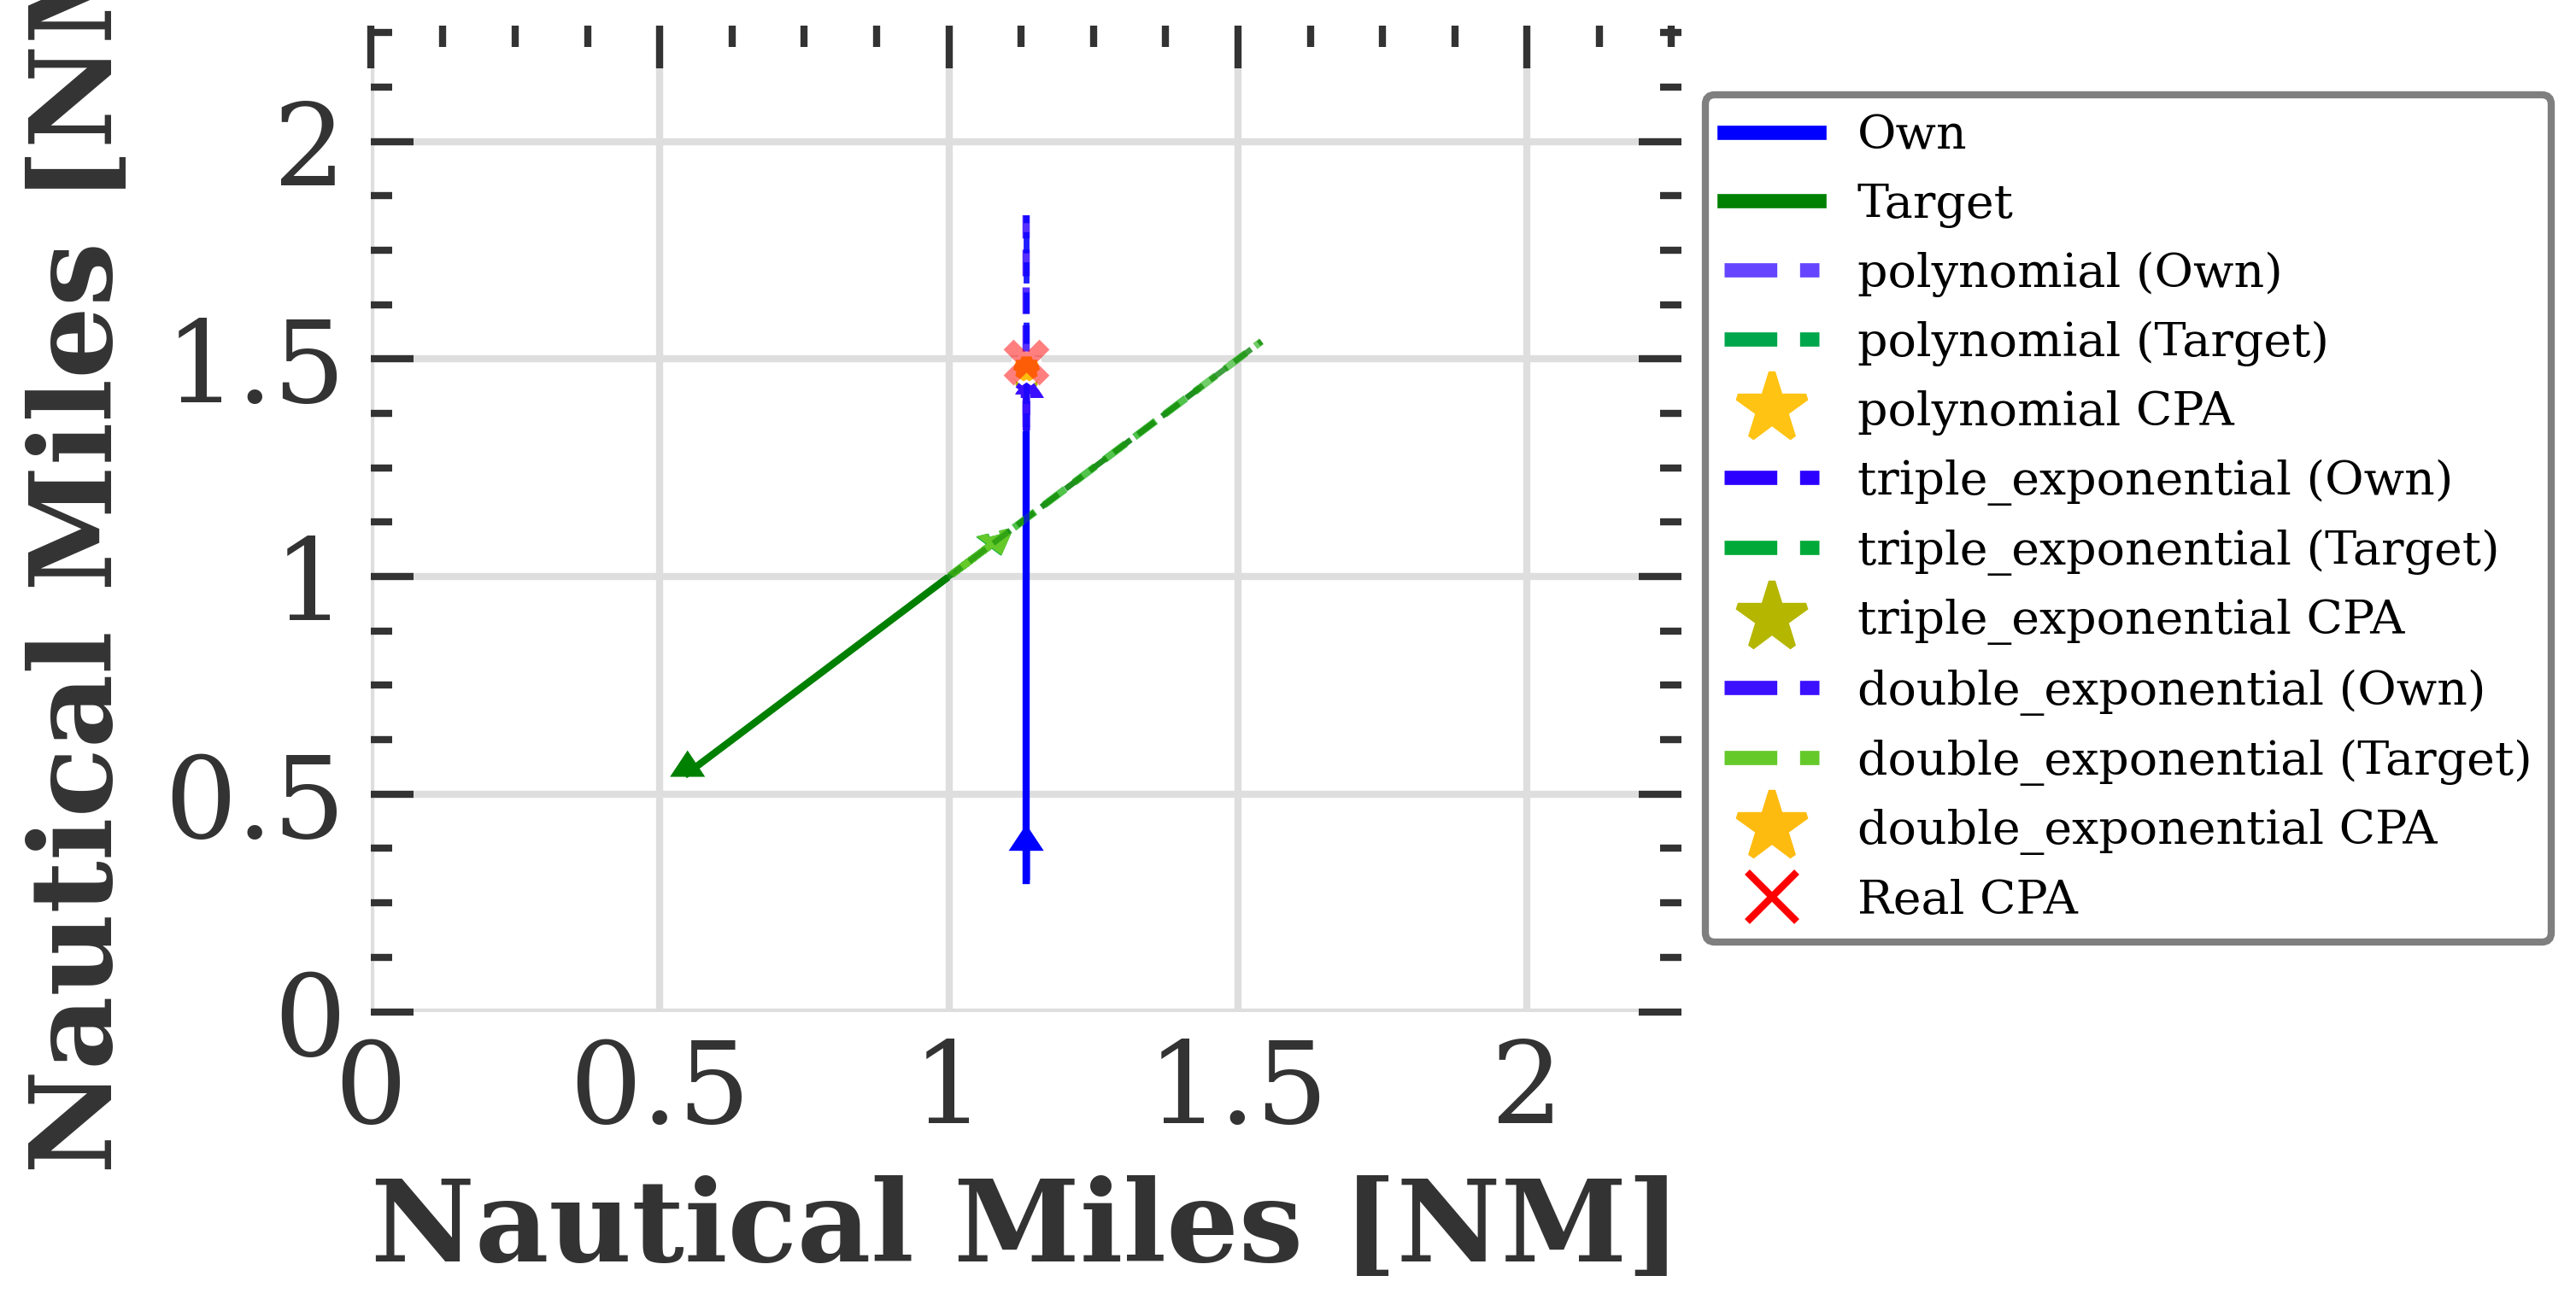 Nautical Miles [NM
2
1.5
1
0.5
0
0 0.5 1 1.5 2
Nautical Miles [NM]
Own
Target
polynomial (Own)
polynomial (Target)
polynomial CPA
triple_exponential (Own)
triple_exponential (Target)
triple_exponential CPA
double_exponential (Own)
double_exponential (Target)
double_exponential CPA
Real CPA